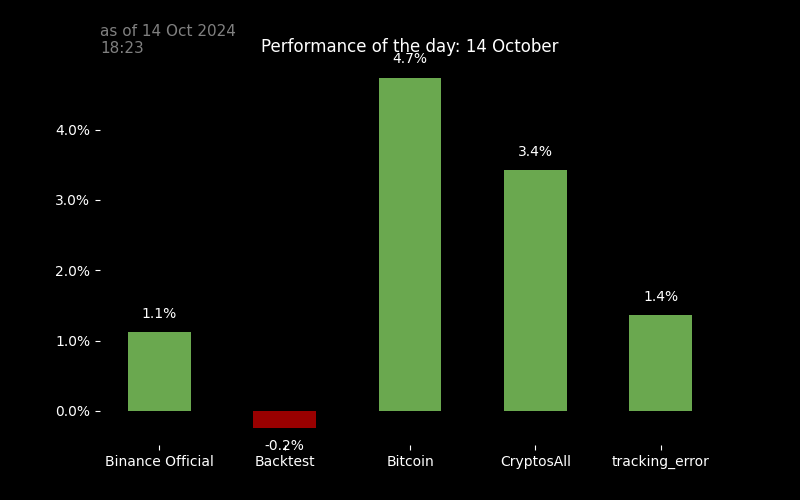 as of 14 Oct 2024
18:23
Performance of the day: 14 October
4.7%
4.0%
3.4%
3.0%
2.0%
1.4%
1.1%
1.0%
0.0%
-0.2%
Binance Official
Backtest
Bitcoin
CryptosAll
tracking_error